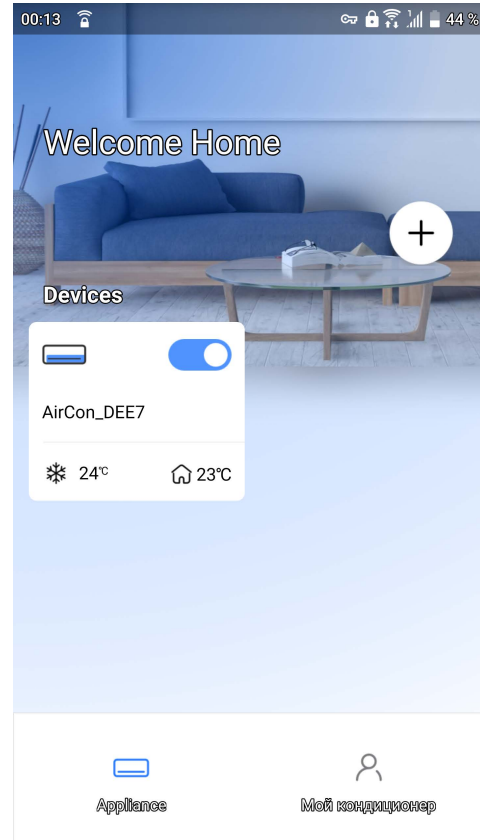 00:13 44 %
Welcome Home
Devices
AirCon_DEE7
24℃ 23℃
Appliance Мой кондиционер